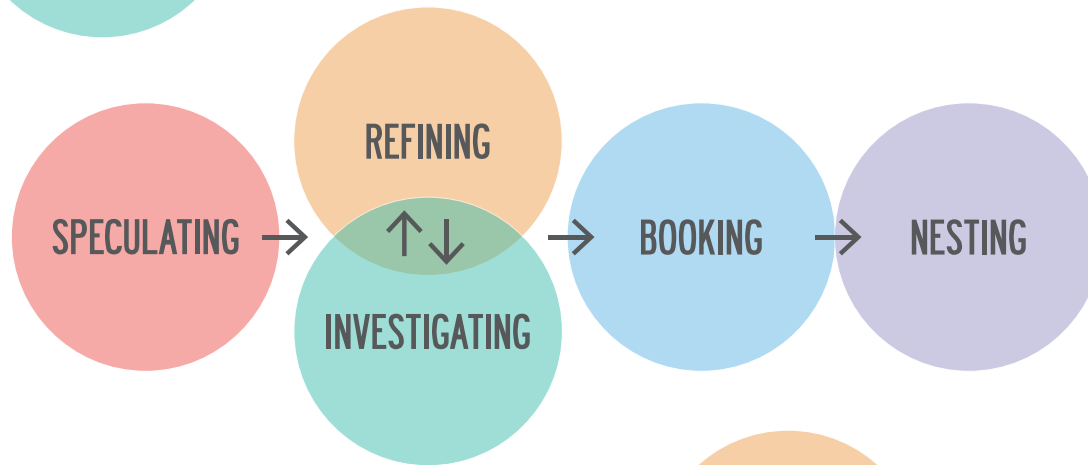 SPECULATING
REFINING
INVESTIGATING
BOOKING
NESTING